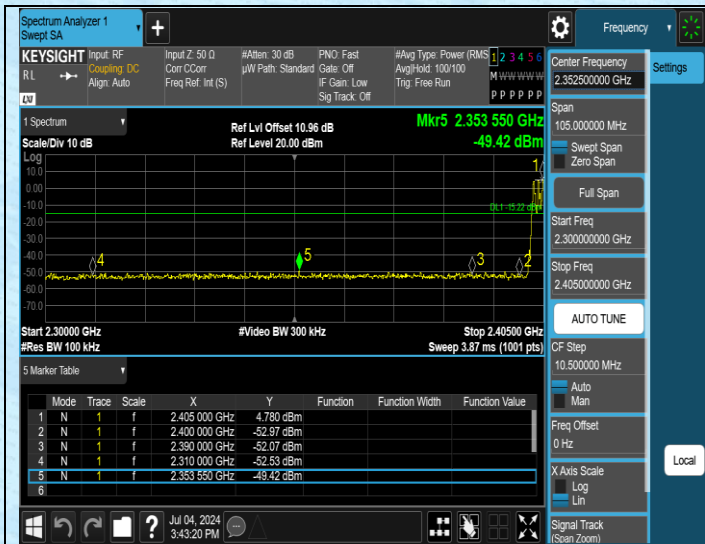 Spectrum Analyzer 1
Swept SA
+
Frequency
KEYSIGHT
RL
LXI
Input: RF
Coupling: DC
Align: Auto
Input Z: 50 Ω
Corr CCorr
Freq Ref: Int (S)
#Atten: 30 dB
µW Path: Standard
PNO: Fast
Gate: Off
IF Gain: Low
Sig Track: Off
#Avg Type: Power (RMS
Avg|Hold: 100/100
Trig: Free Run
1 2 3 4 5 6
M W W W W W
P P P P P P
1 Spectrum
Scale/Div 10 dB
Ref Lvl Offset 10.96 dB
Ref Level 20.00 dBm
Mkr5 2.353 550 GHz
-49.42 dBm
Log
10.0
0.00
-10.0
-20.0
-30.0
-40.0
-50.0
-60.0
-70.0
1
DL1 -15.22 dBm
4
5
3
2
Start 2.30000 GHz
#Video BW 300 kHz
Stop 2.40500 GHz
#Res BW 100 kHz
Sweep 3.87 ms (1001 pts)
5 Marker Table
Mode Trace Scale X Y Function Function Width Function Value
1 N 1 f 2.405 000 GHz 4.780 dBm
2 N 1 f 2.400 000 GHz -52.97 dBm
3 N 1 f 2.390 000 GHz -52.07 dBm
4 N 1 f 2.310 000 GHz -52.53 dBm
5 N 1 f 2.353 550 GHz -49.42 dBm
6
?
Jul 04, 2024
3:43:20 PM
Center Frequency
2.352500000 GHz
Settings
Span
105.000000 MHz
Swept Span
Zero Span
Full Span
Start Freq
2.300000000 GHz
Stop Freq
2.405000000 GHz
AUTO TUNE
CF Step
10.500000 MHz
Auto
Man
Freq Offset
0 Hz
X Axis Scale
Log
Lin
Local
Signal Track
(Span Zoom)